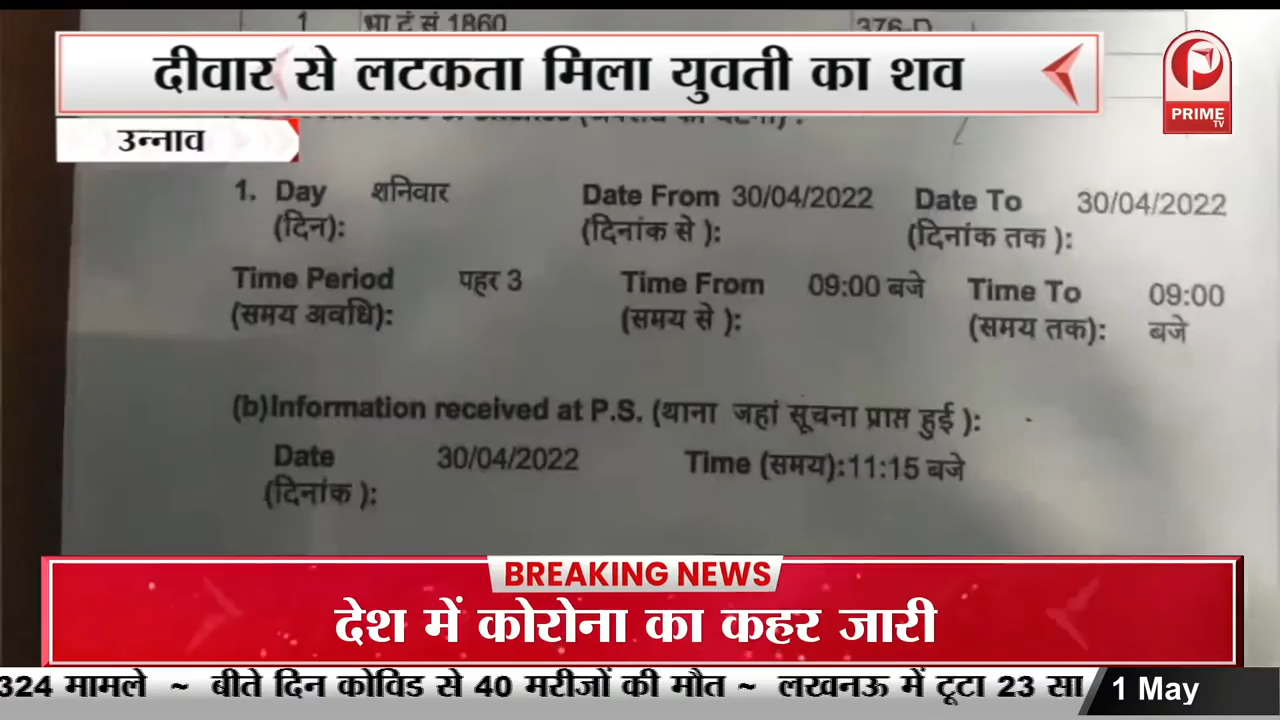 1 भा दं सं 1860 376-D
दीवार से लटकता मिला युवती का शव
PRIME
TV
उन्नाव
1. Day शनिवार Date From 30/04/2022 Date To 30/04/2022
(दिन): (दिनांक से ): (दिनांक तक ):
Time Period पहर 3 Time From 09:00 बजे Time To 09:00
(समय अवधि): (समय से ): (समय तक): बजे
(b)Information received at P.S. (थाना जहां सूचना प्राप्त हुई ):
Date 30/04/2022 Time (समय):11:15 बजे
(दिनांक ):
BREAKING NEWS
देश में कोरोना का कहर जारी
324 मामले ~ बीते दिन कोविड से 40 मरीजों की मौत ~ लखनऊ में टूटा 23 सा
1 May